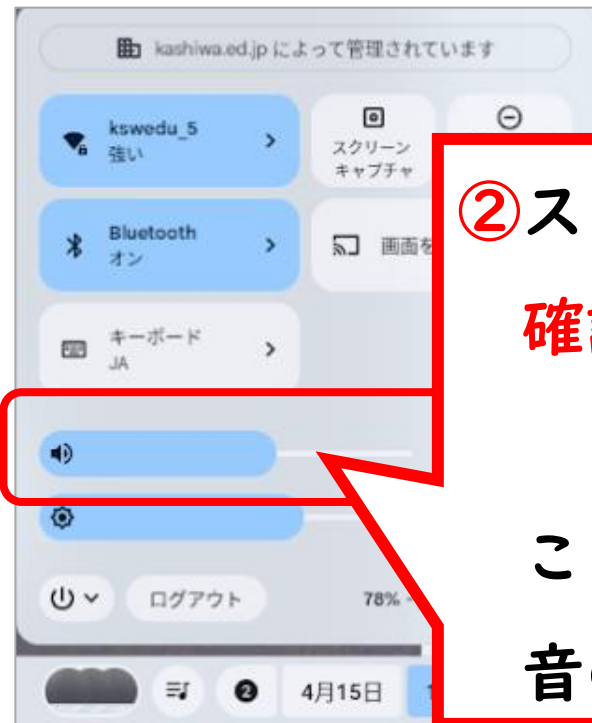 kashiwa.ed.jp によって管理されています
kswedu_5
強い
スクリーン
キャプチャ
Bluetooth
オン
画面を
キーボード
JA
ログアウト
78%
2
4月15日
②ス
確
こ
音